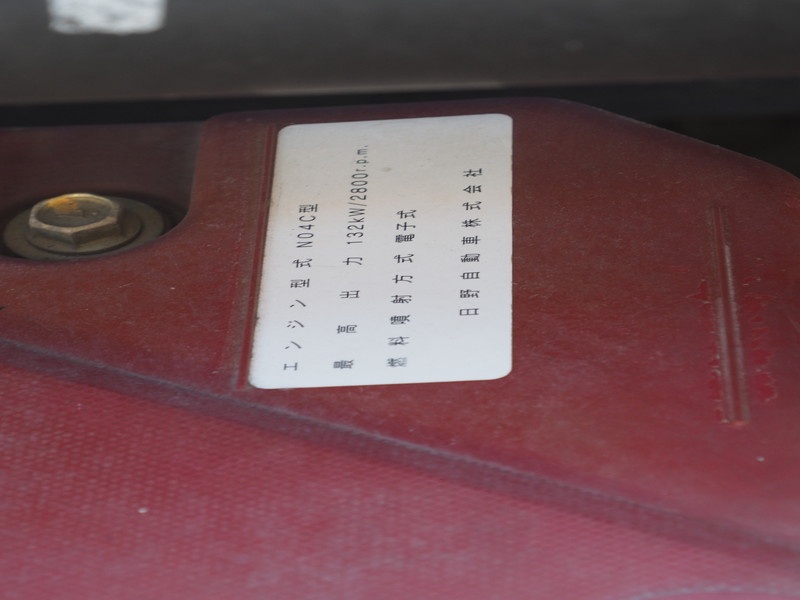 エンジン型式 N04C型
最高出力 132kW/2800r.p.m.
燃料噴射方式 電子式
日野自動車株式会社